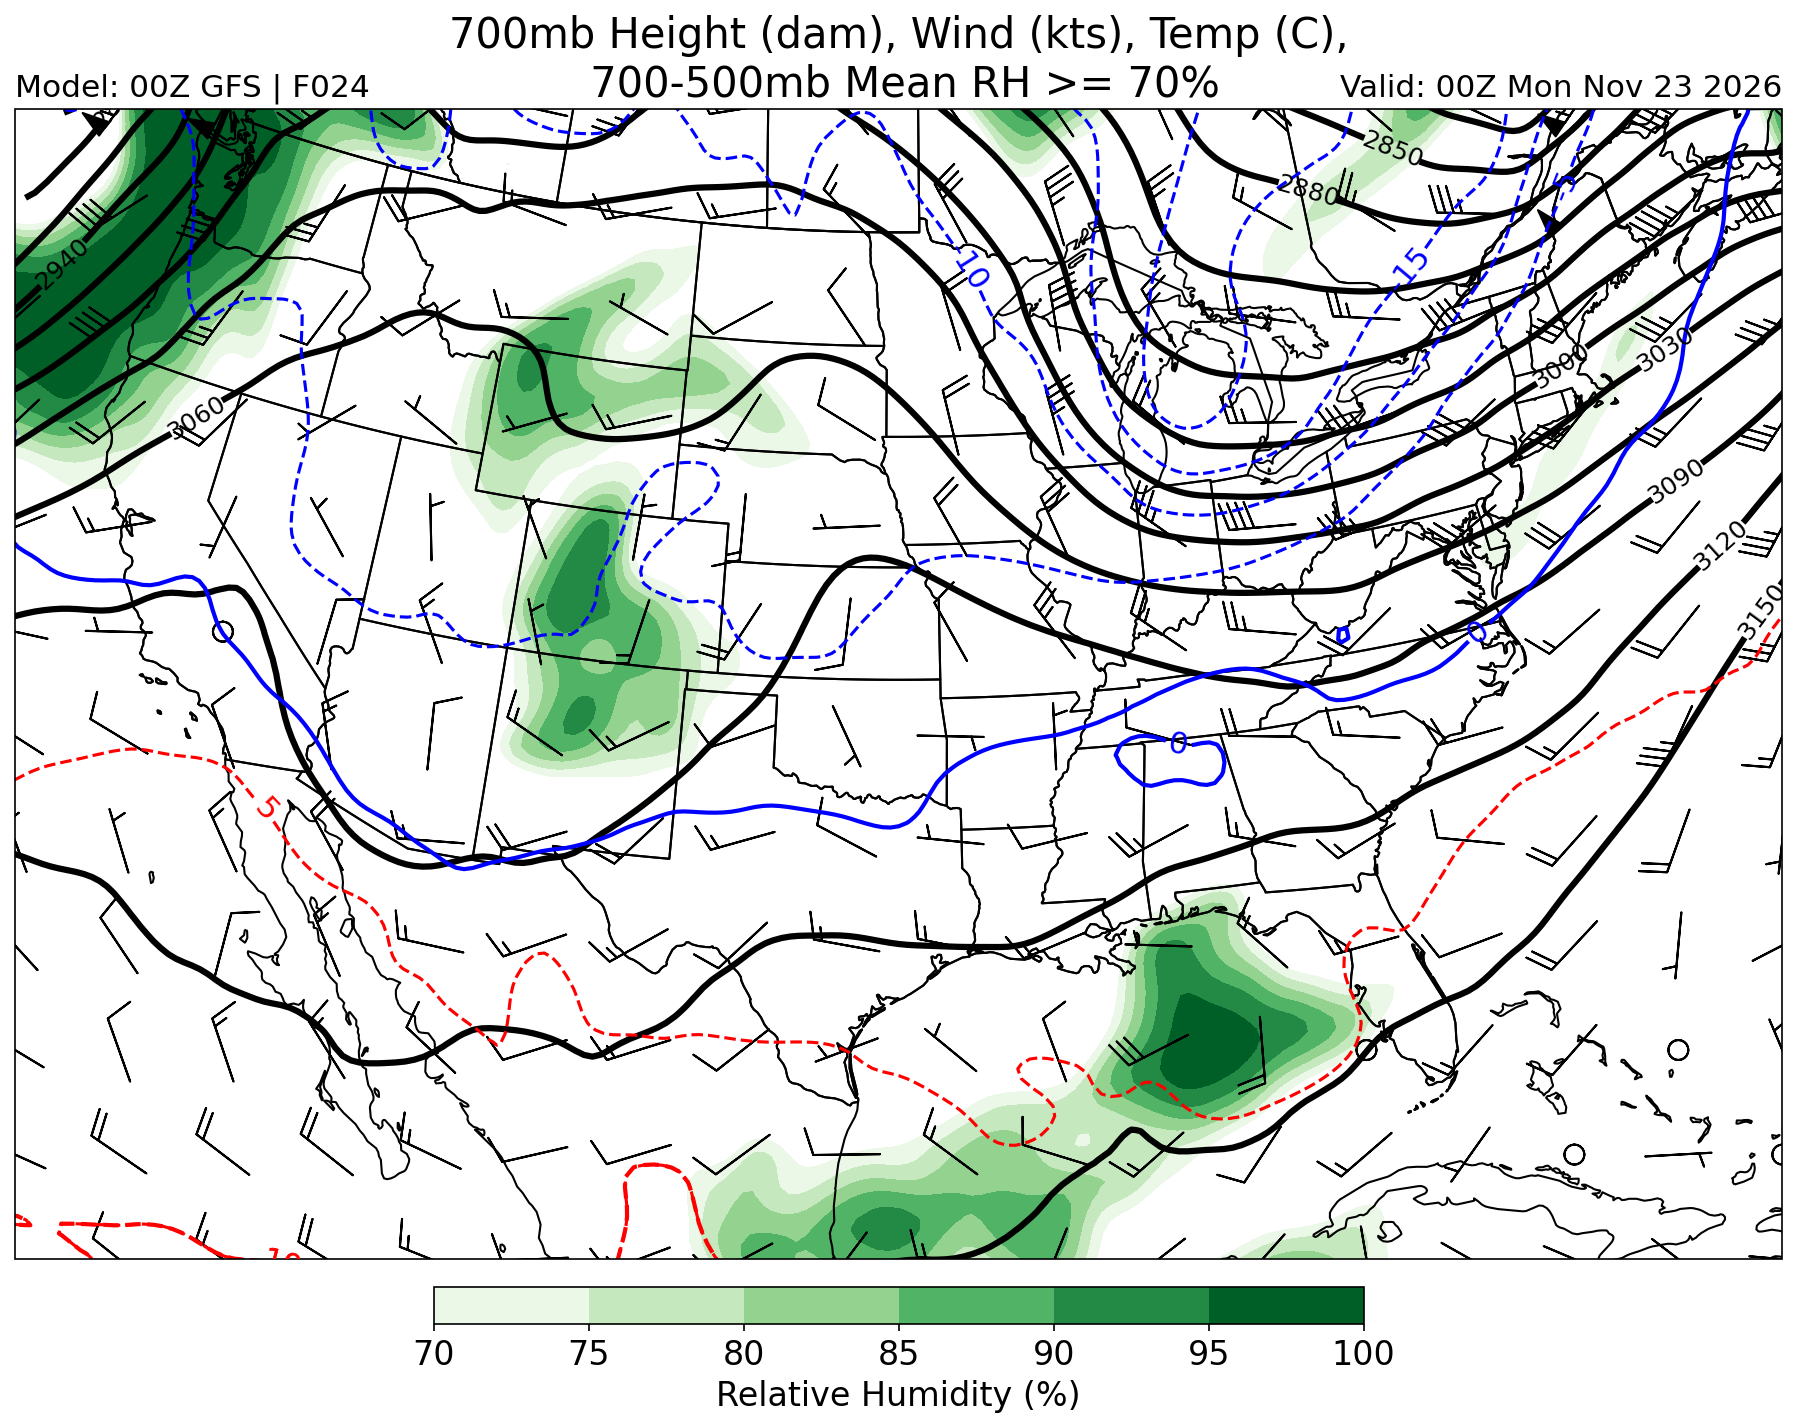 700mb Height (dam), Wind (kts), Temp (C),
Model: 00Z GFS | F024
700-500mb Mean RH >= 70%
Valid: 00Z Mon Nov 23 2026
2850
2880
2940
10
15
3000
3030
3060
3090
3120
3150
0
0
5
70 75 80 85 90 95 100
Relative Humidity (%)